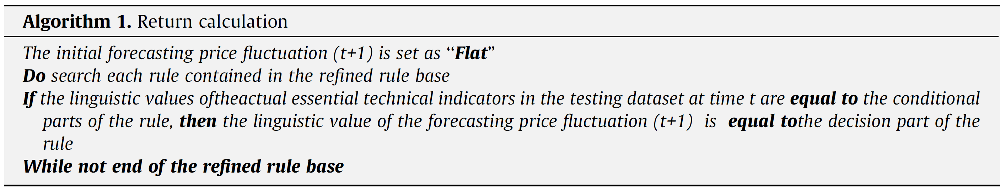 Algorithm 1. Return calculation
The initial forecasting price fluctuation (t+1) is set as “Flat”
Do search each rule contained in the refined rule base
If the linguistic values oftheactual essential technical indicators in the testing dataset at time t are equal to the conditional
parts of the rule, then the linguistic value of the forecasting price fluctuation (t+1) is equal tothe decision part of the
rule
While not end of the refined rule base